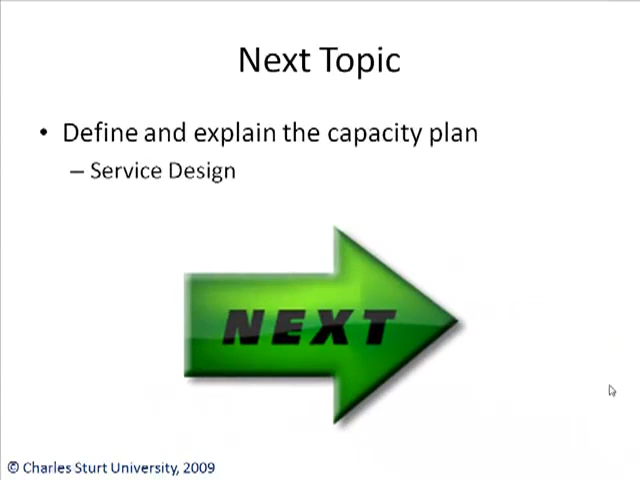 Next Topic
• Define and explain the capacity plan
– Service Design
NEXT
© Charles Sturt University, 2009